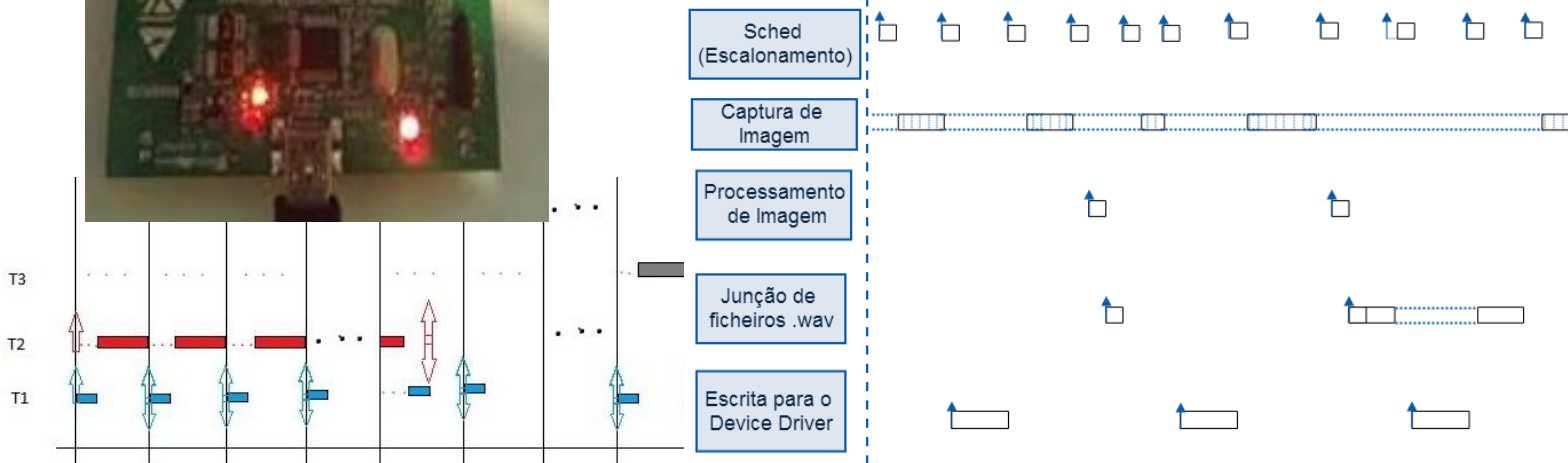 T3
T2
T1
Sched
(Escalonamento)
Captura de
Imagem
Processamento
de Imagem
Junção de
ficheiros .wav
Escrita para o
Device Driver